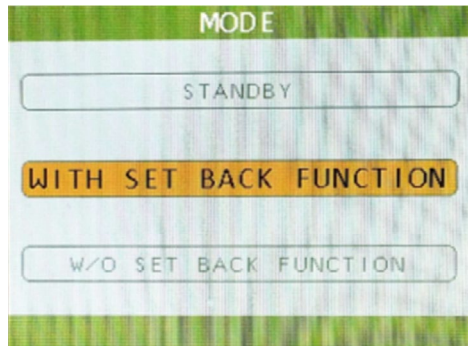 MODE
STANDBY
WITH SET BACK FUNCTION
W/O SET BACK FUNCTION